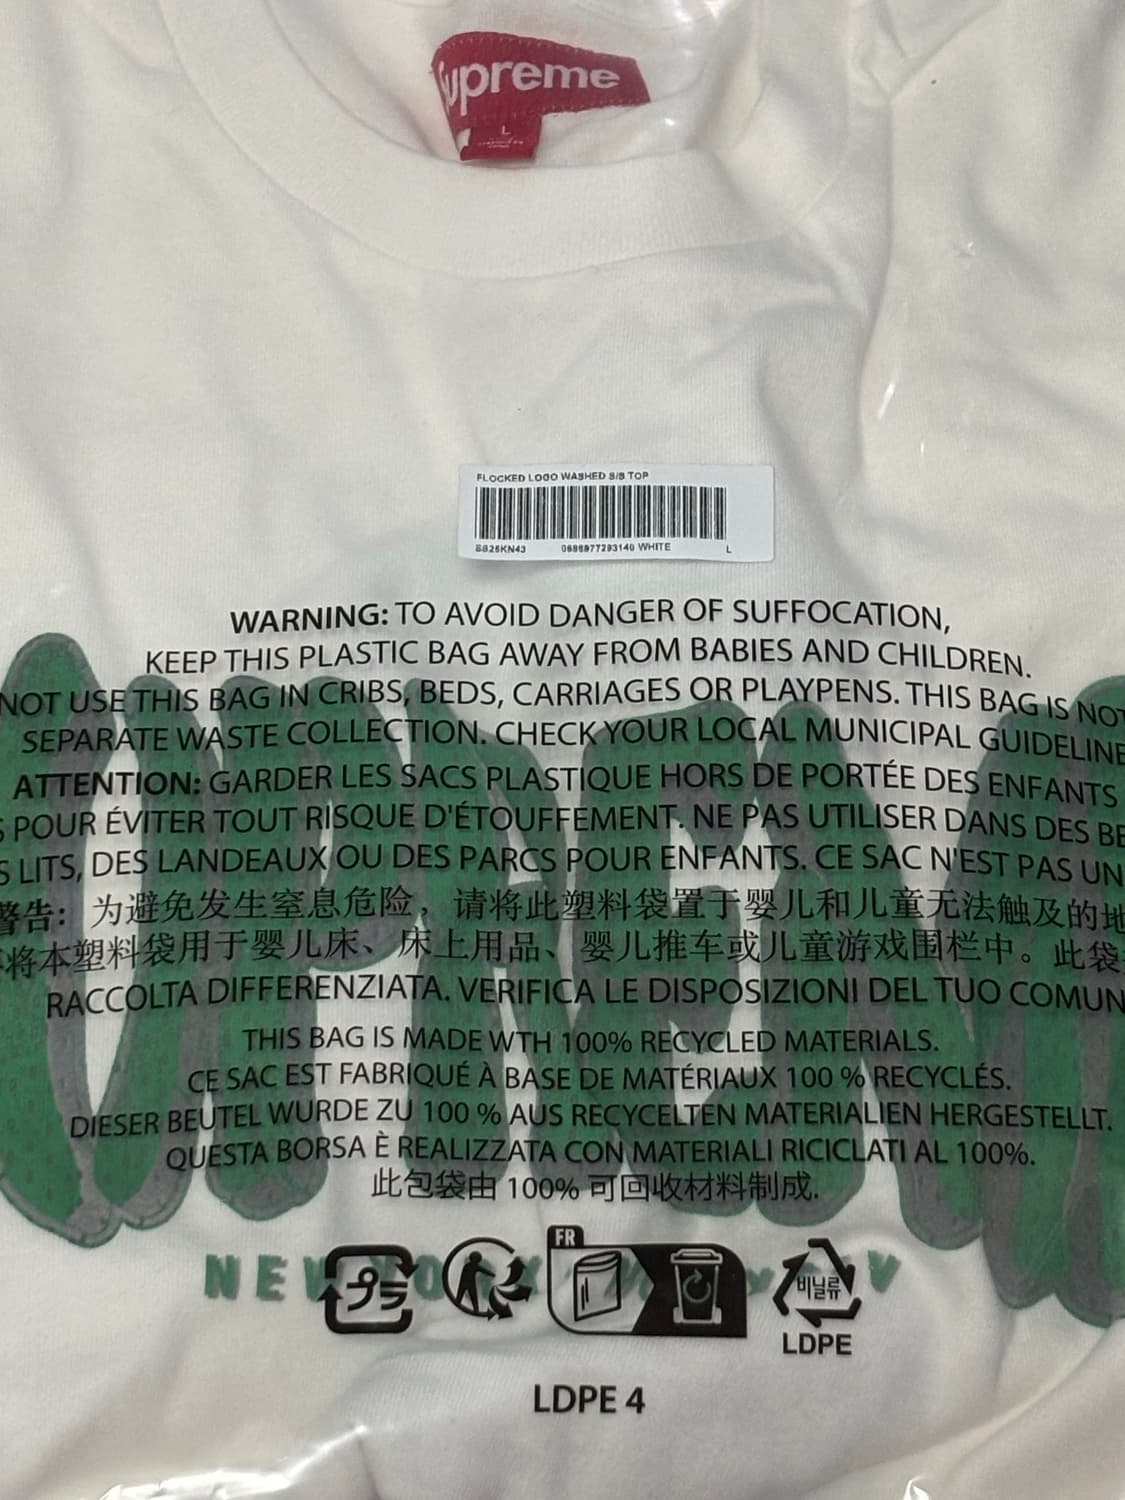 Supreme
L
FLOCKED LOGO WASHED S/S TOP
SS25KN43 WHITE L
WARNING: TO AVOID DANGER OF SUFFOCATION,
KEEP THIS PLASTIC BAG AWAY FROM BABIES AND CHILDREN.
NOT USE THIS BAG IN CRIBS, BEDS, CARRIAGES OR PLAYPENS. THIS BAG IS NOT
SEPARATE WASTE COLLECTION. CHECK YOUR LOCAL MUNICIPAL GUIDELINE
ATTENTION: GARDER LES SACS PLASTIQUE HORS DE PORTÉE DES ENFANTS
S POUR ÉVITER TOUT RISQUE D'ÉTOUFFEMENT. NE PAS UTILISER DANS DES BE
S LITS, DES LANDEAUX OU DES PARCS POUR ENFANTS. CE SAC N'EST PAS UN
警告: 为避免发生窒息危险，请将此塑料袋置于婴儿和儿童无法触及的地
将本塑料袋用于婴儿床、床上用品、婴儿推车或儿童游戏围栏中。此袋
RACCOLTA DIFFERENZIATA. VERIFICA LE DISPOSIZIONI DEL TUO COMUN
THIS BAG IS MADE WTH 100% RECYCLED MATERIALS.
CE SAC EST FABRIQUÉ À BASE DE MATÉRIAUX 100 % RECYCLÉS.
DIESER BEUTEL WURDE ZU 100 % AUS RECYCELTEN MATERIALIEN HERGESTELLT.
QUESTA BORSA È REALIZZATA CON MATERIALI RICICLATI AL 100%.
此包袋由 100% 可回收材料制成.
UPREM
NEW YORK
プラ
FR
비닐류
LDPE
LDPE 4